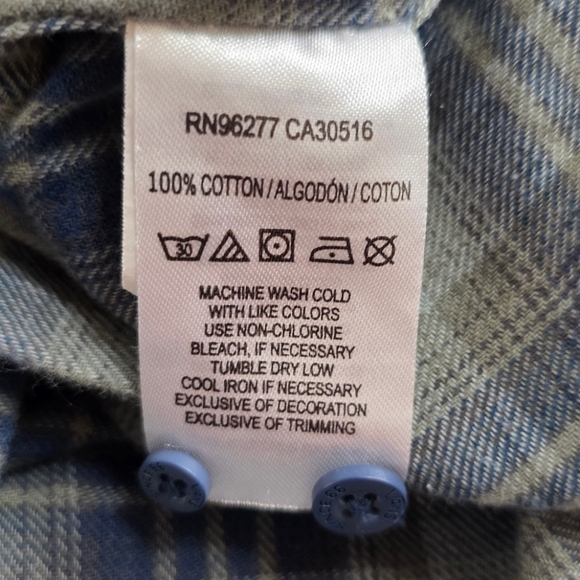 RN96277 CA30516
100% COTTON/ALGODÓN/COTON
30
MACHINE WASH COLD
WITH LIKE COLORS
USE NON-CHLORINE
BLEACH, IF NECESSARY
TUMBLE DRY LOW
COOL IRON IF NECESSARY
EXCLUSIVE OF DECORATION
EXCLUSIVE OF TRIMMING